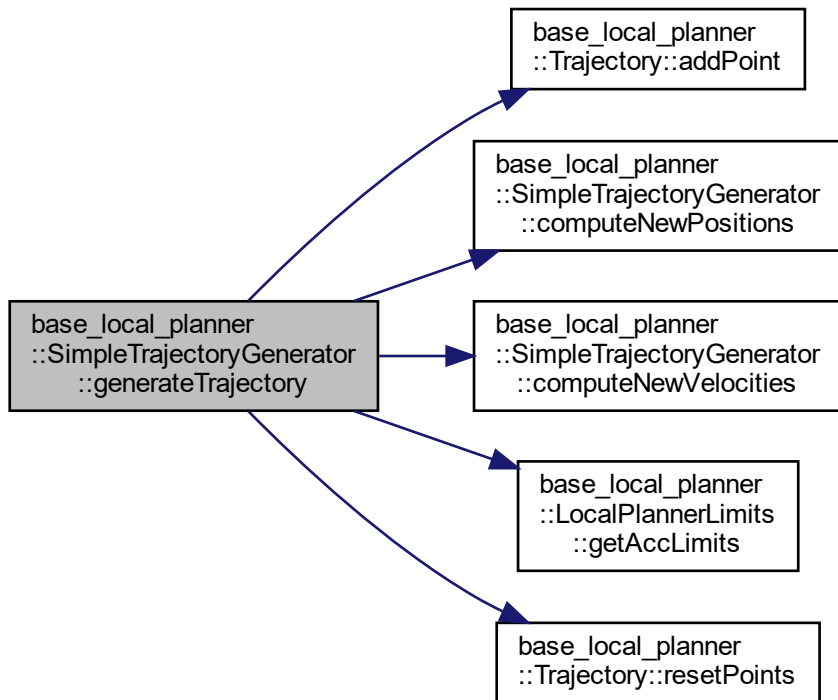 base_local_planner
::Trajectory::addPoint
base_local_planner
::SimpleTrajectoryGenerator
::computeNewPositions
base_local_planner
::SimpleTrajectoryGenerator
::generateTrajectory
base_local_planner
::SimpleTrajectoryGenerator
::computeNewVelocities
base_local_planner
::LocalPlannerLimits
::getAccLimits
base_local_planner
::Trajectory::resetPoints